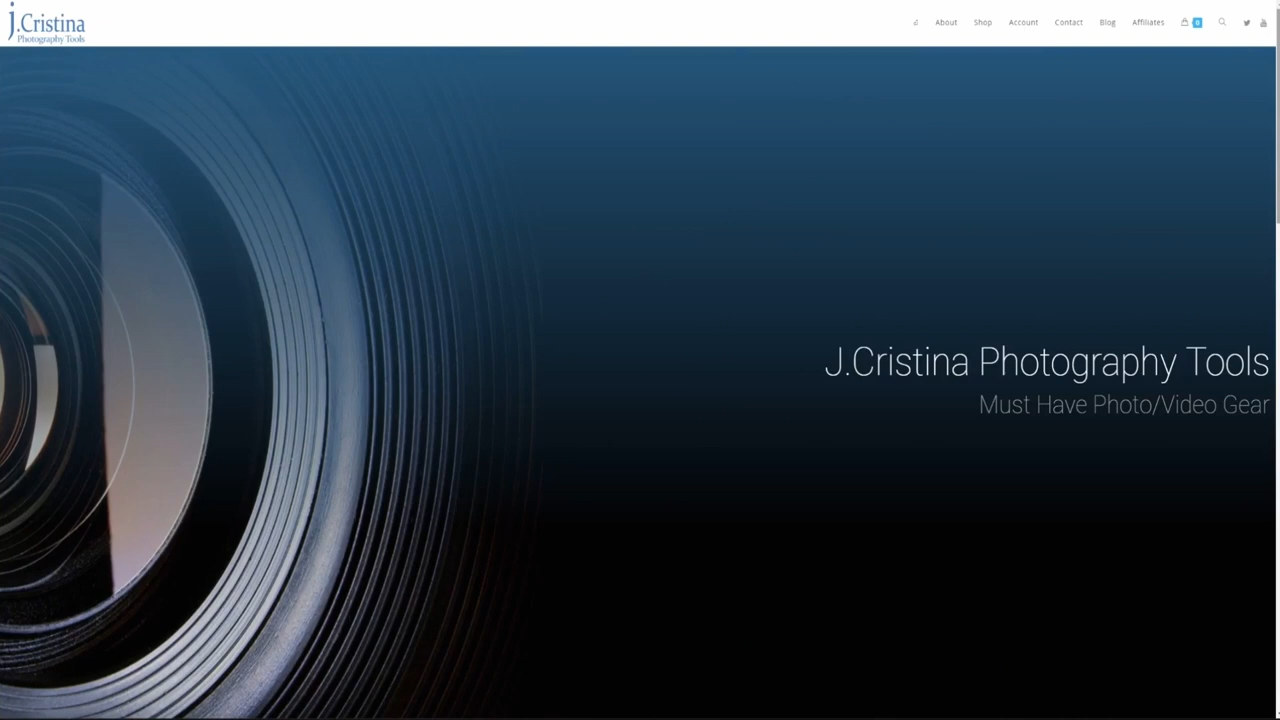 j.Cristina
Photography Tools
About Shop Account Contact Blog Affiliates 0
J.Cristina Photography Tools
Must Have Photo/Video Gear